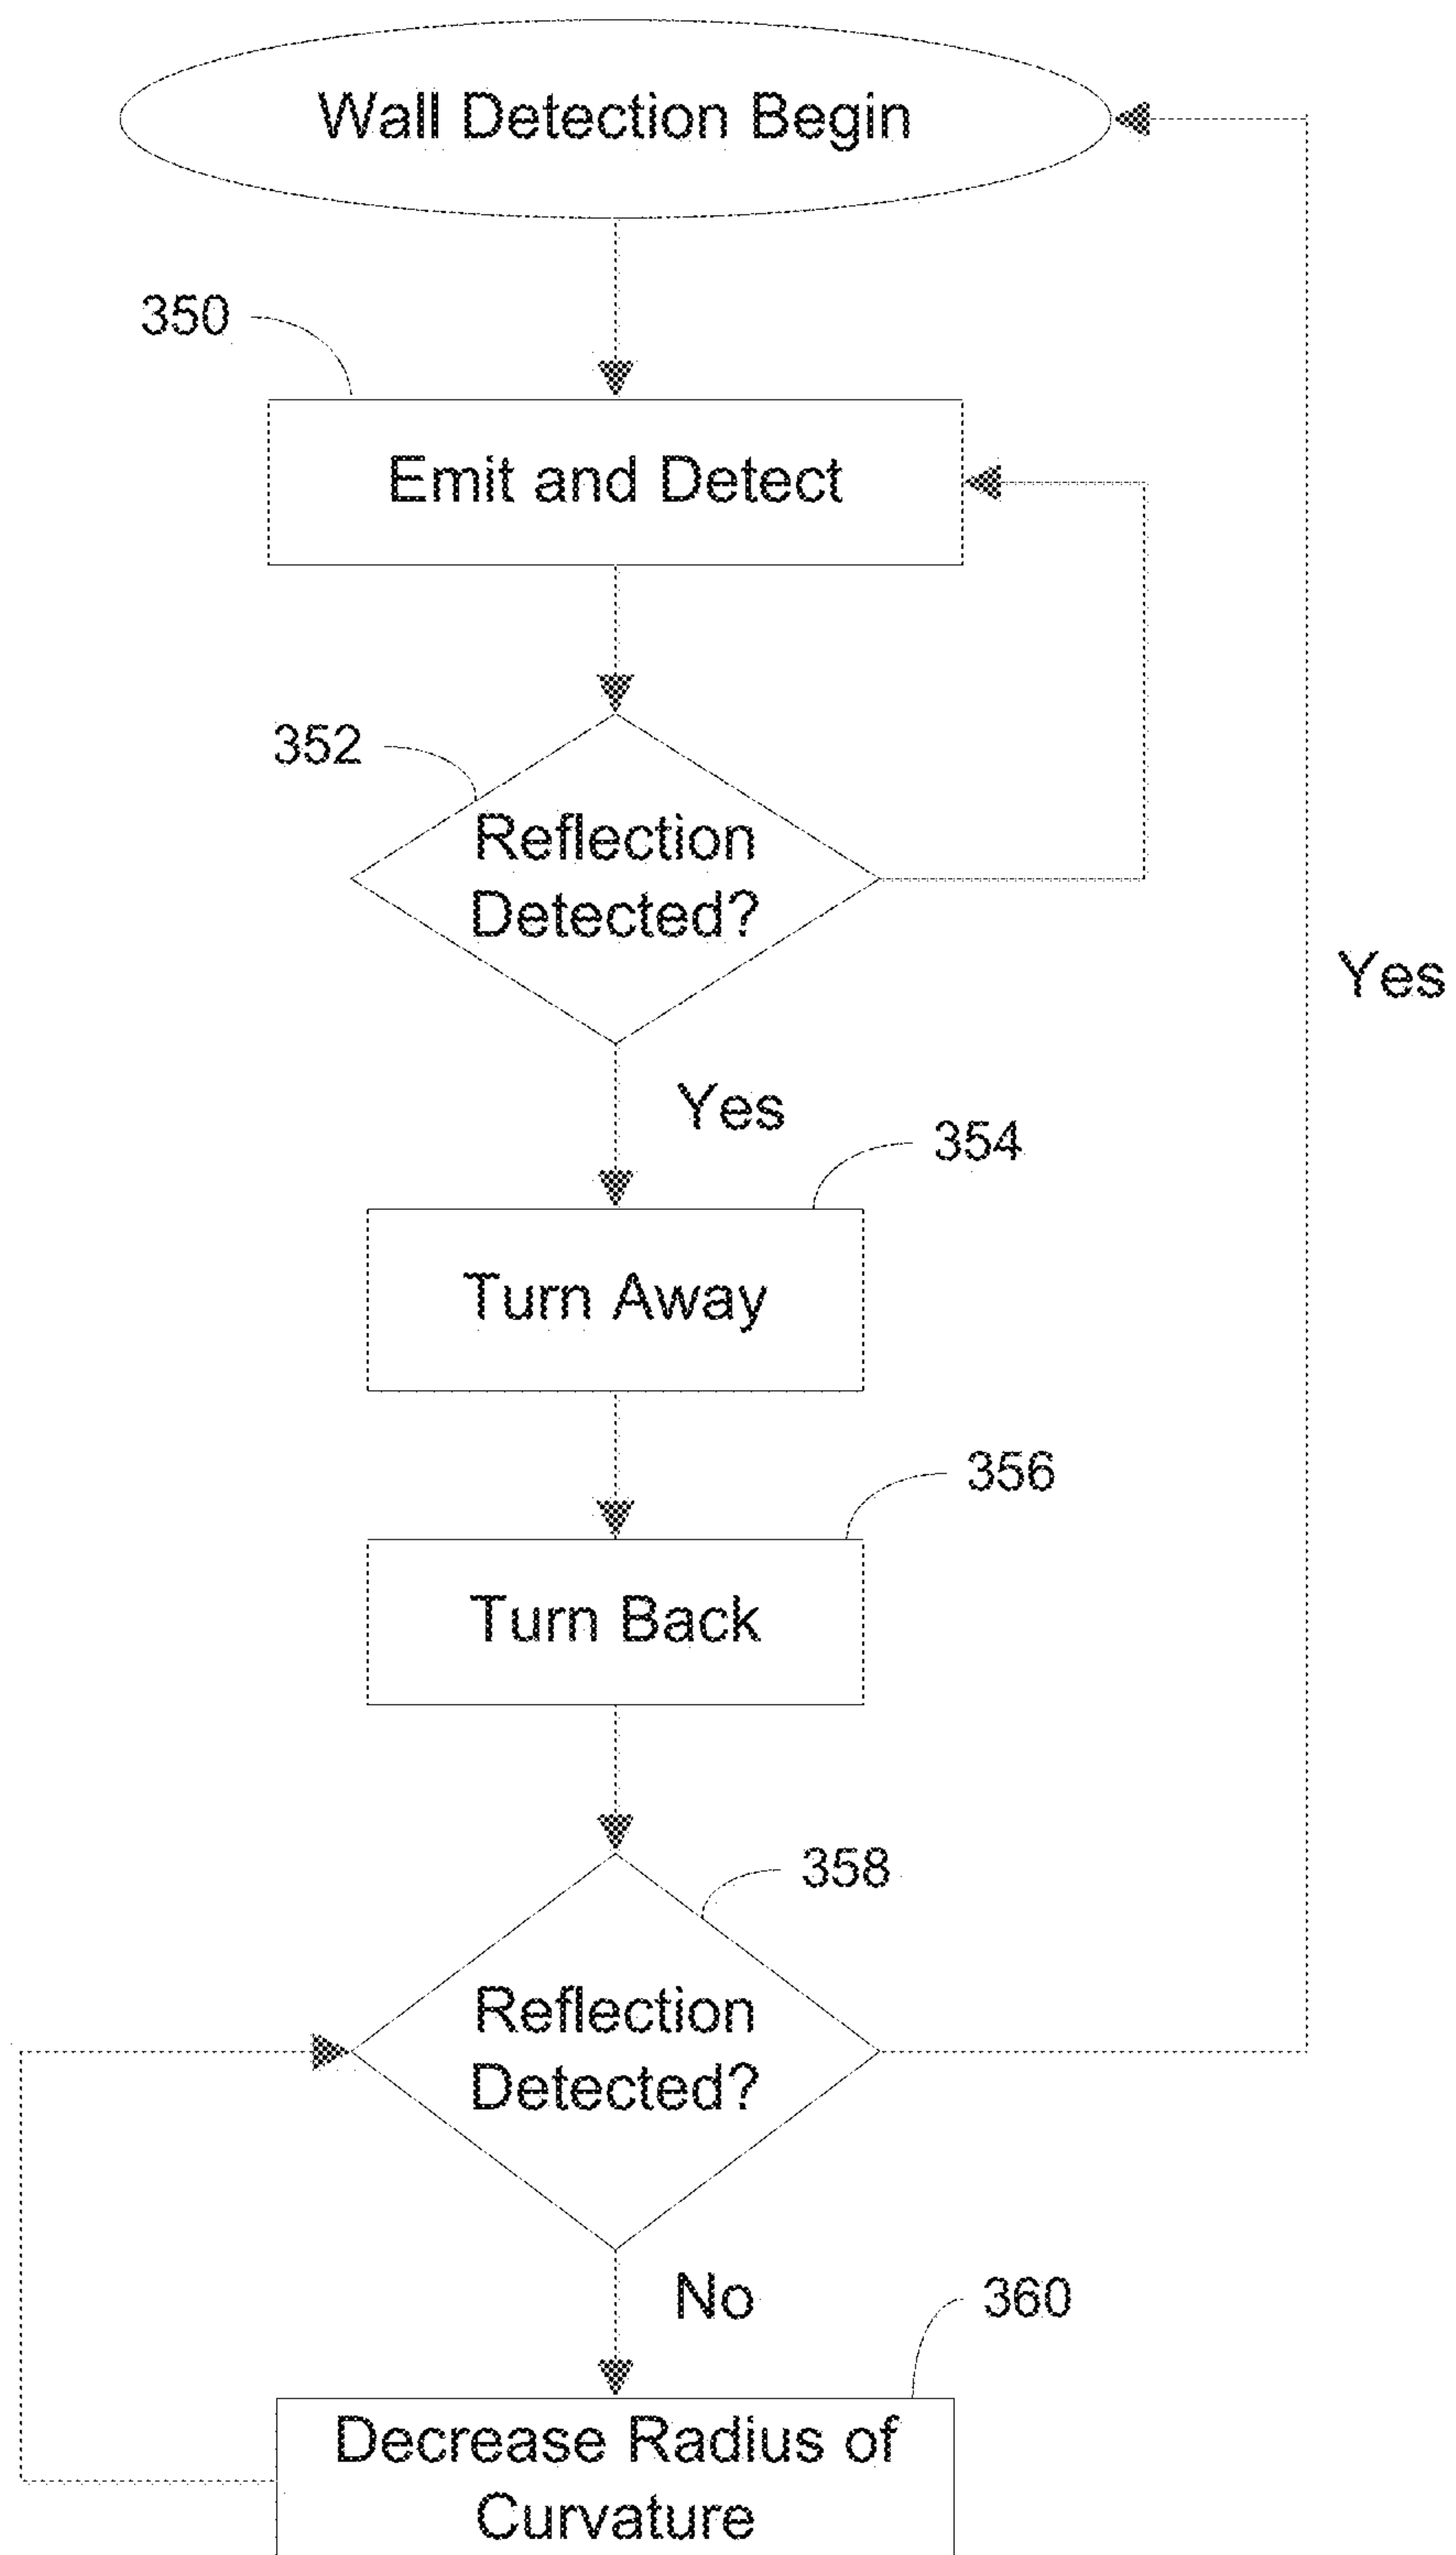 Wall Detection Begin
350
Emit and Detect
352
Reflection
Detected?
Yes
Yes
354
Turn Away
356
Turn Back
358
Reflection
Detected?
No
360
Decrease Radius of
Curvature